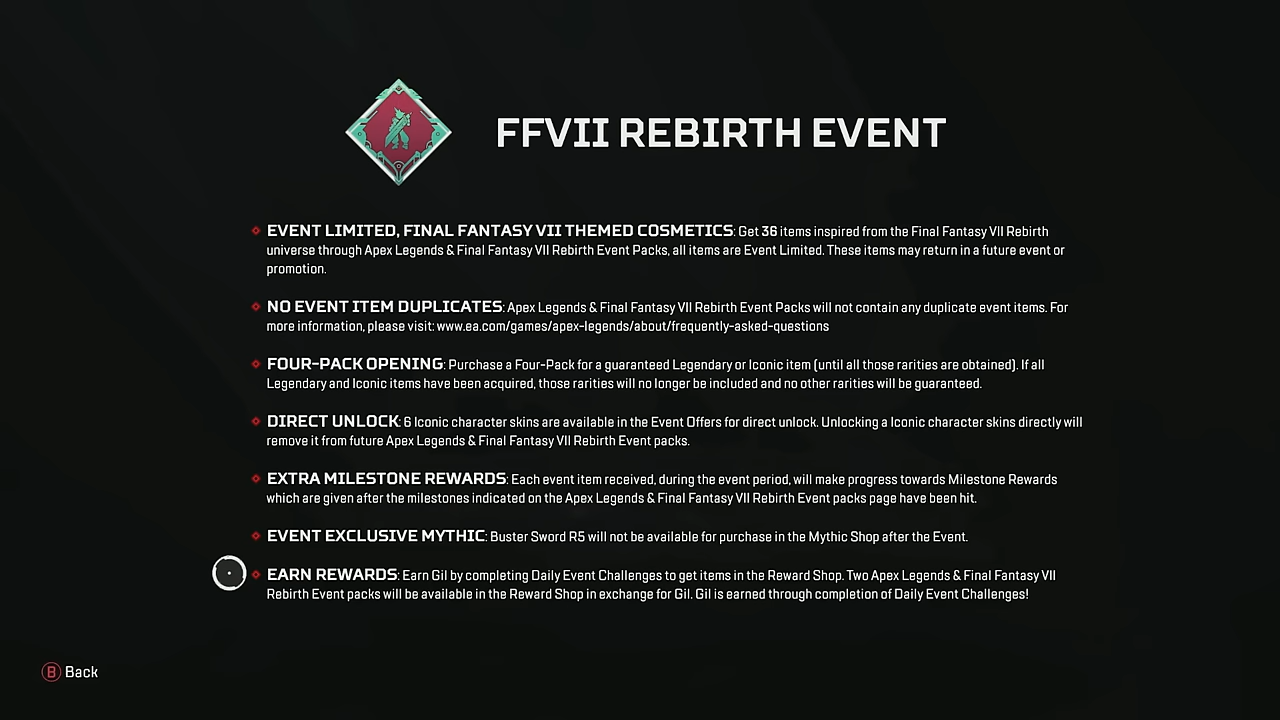 FFVII REBIRTH EVENT
EVENT LIMITED, FINAL FANTASY VII THEMED COSMETICS: Get 36 items inspired from the Final Fantasy VII Rebirth
universe through Apex Legends & Final Fantasy VII Rebirth Event Packs, all items are Event Limited. These items may return in a future event or
promotion.
NO EVENT ITEM DUPLICATES: Apex Legends & Final Fantasy VII Rebirth Event Packs will not contain any duplicate event items. For
more information, please visit: www.ea.com/games/apex-legends/about/frequently-asked-questions
FOUR-PACK OPENING: Purchase a Four-Pack for a guaranteed Legendary or Iconic item (until all those rarities are obtained). If all
Legendary and Iconic items have been acquired, those rarities will no longer be included and no other rarities will be guaranteed.
DIRECT UNLOCK: 6 Iconic character skins are available in the Event Offers for direct unlock. Unlocking a Iconic character skins directly will
remove it from future Apex Legends & Final Fantasy VII Rebirth Event packs.
EXTRA MILESTONE REWARDS: Each event item received, during the event period, will make progress towards Milestone Rewards
which are given after the milestones indicated on the Apex Legends & Final Fantasy VII Rebirth Event packs page have been hit.
EVENT EXCLUSIVE MYTHIC: Buster Sword R5 will not be available for purchase in the Mythic Shop after the Event.
EARN REWARDS: Earn Gil by completing Daily Event Challenges to get items in the Reward Shop. Two Apex Legends & Final Fantasy VII
Rebirth Event packs will be available in the Reward Shop in exchange for Gil. Gil is earned through completion of Daily Event Challenges!
B Back